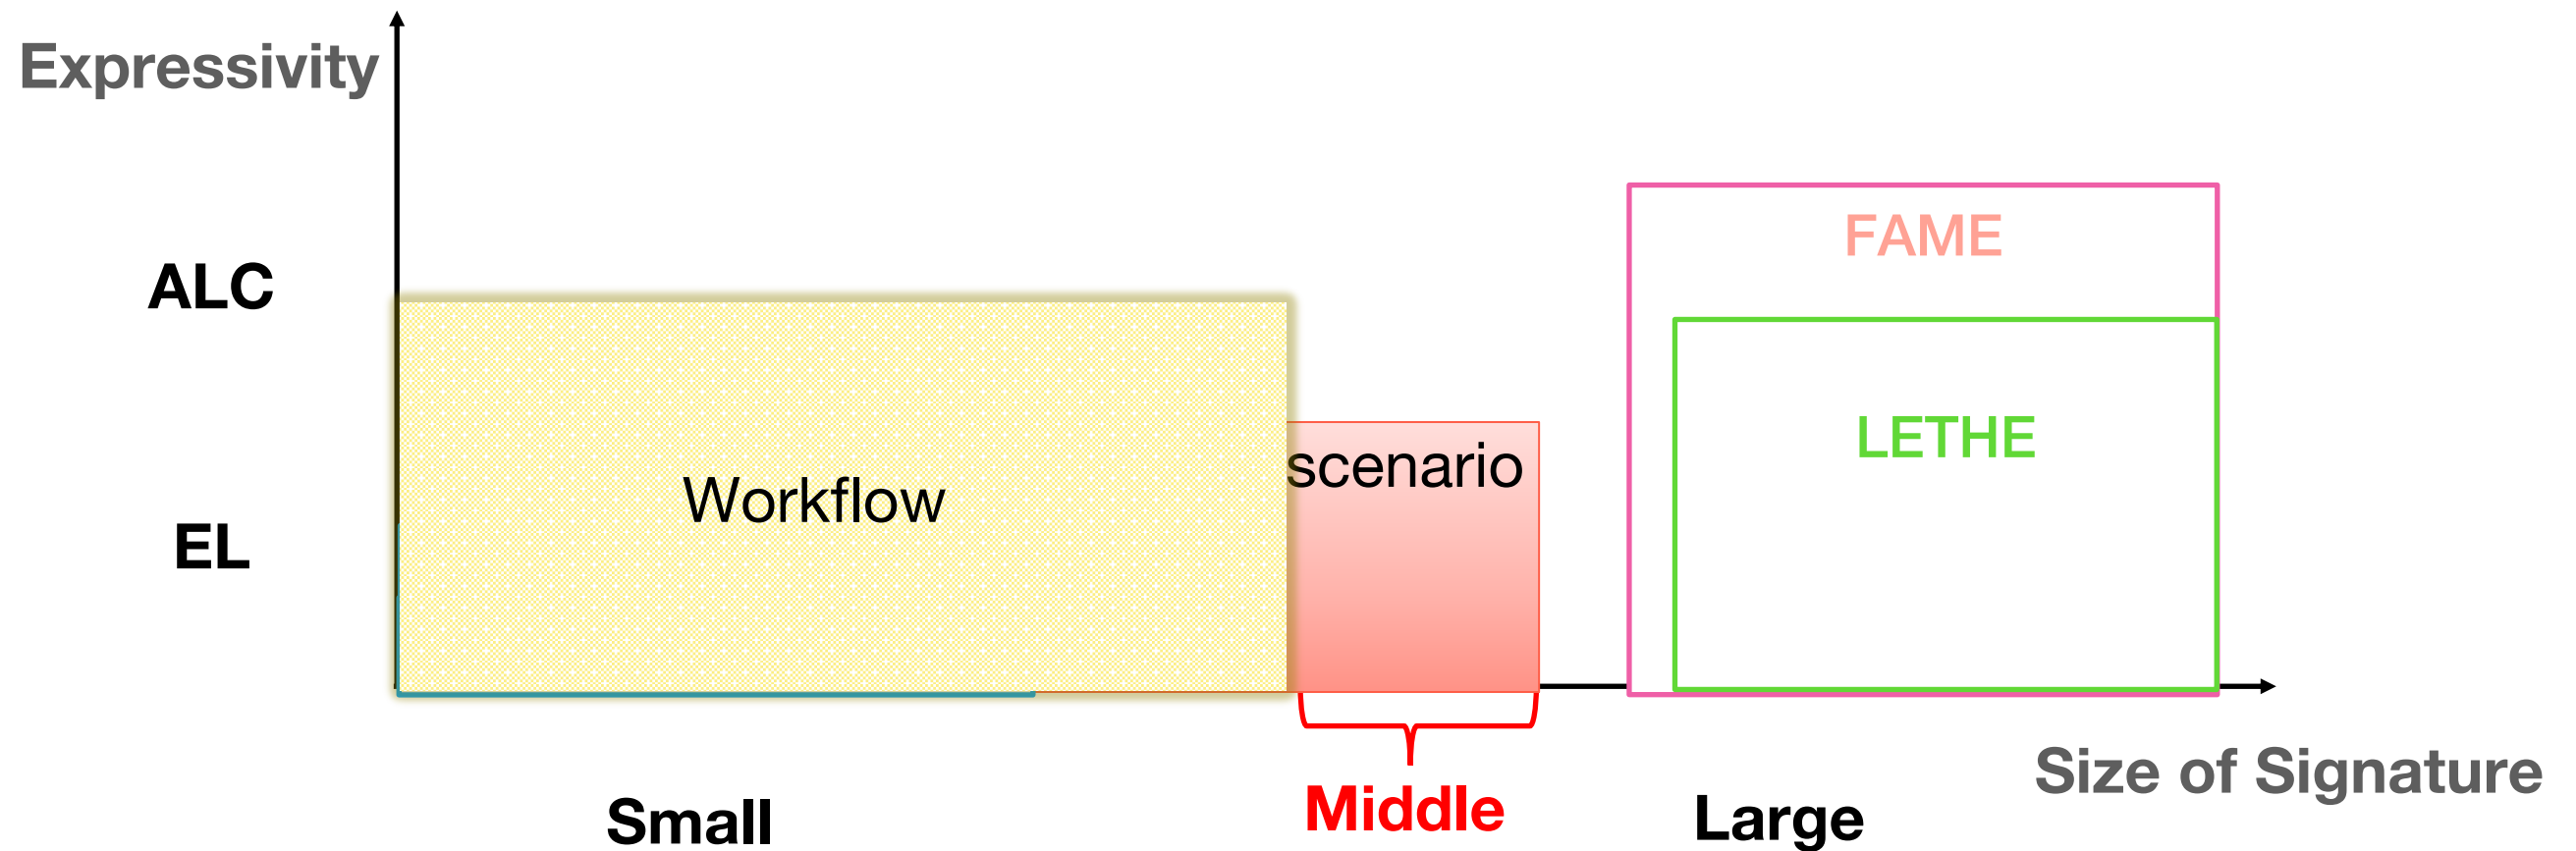 Expressivity
FAME
ALC
LETHE
scenario
Workflow
EL
Size of Signature
Middle
Small
Large